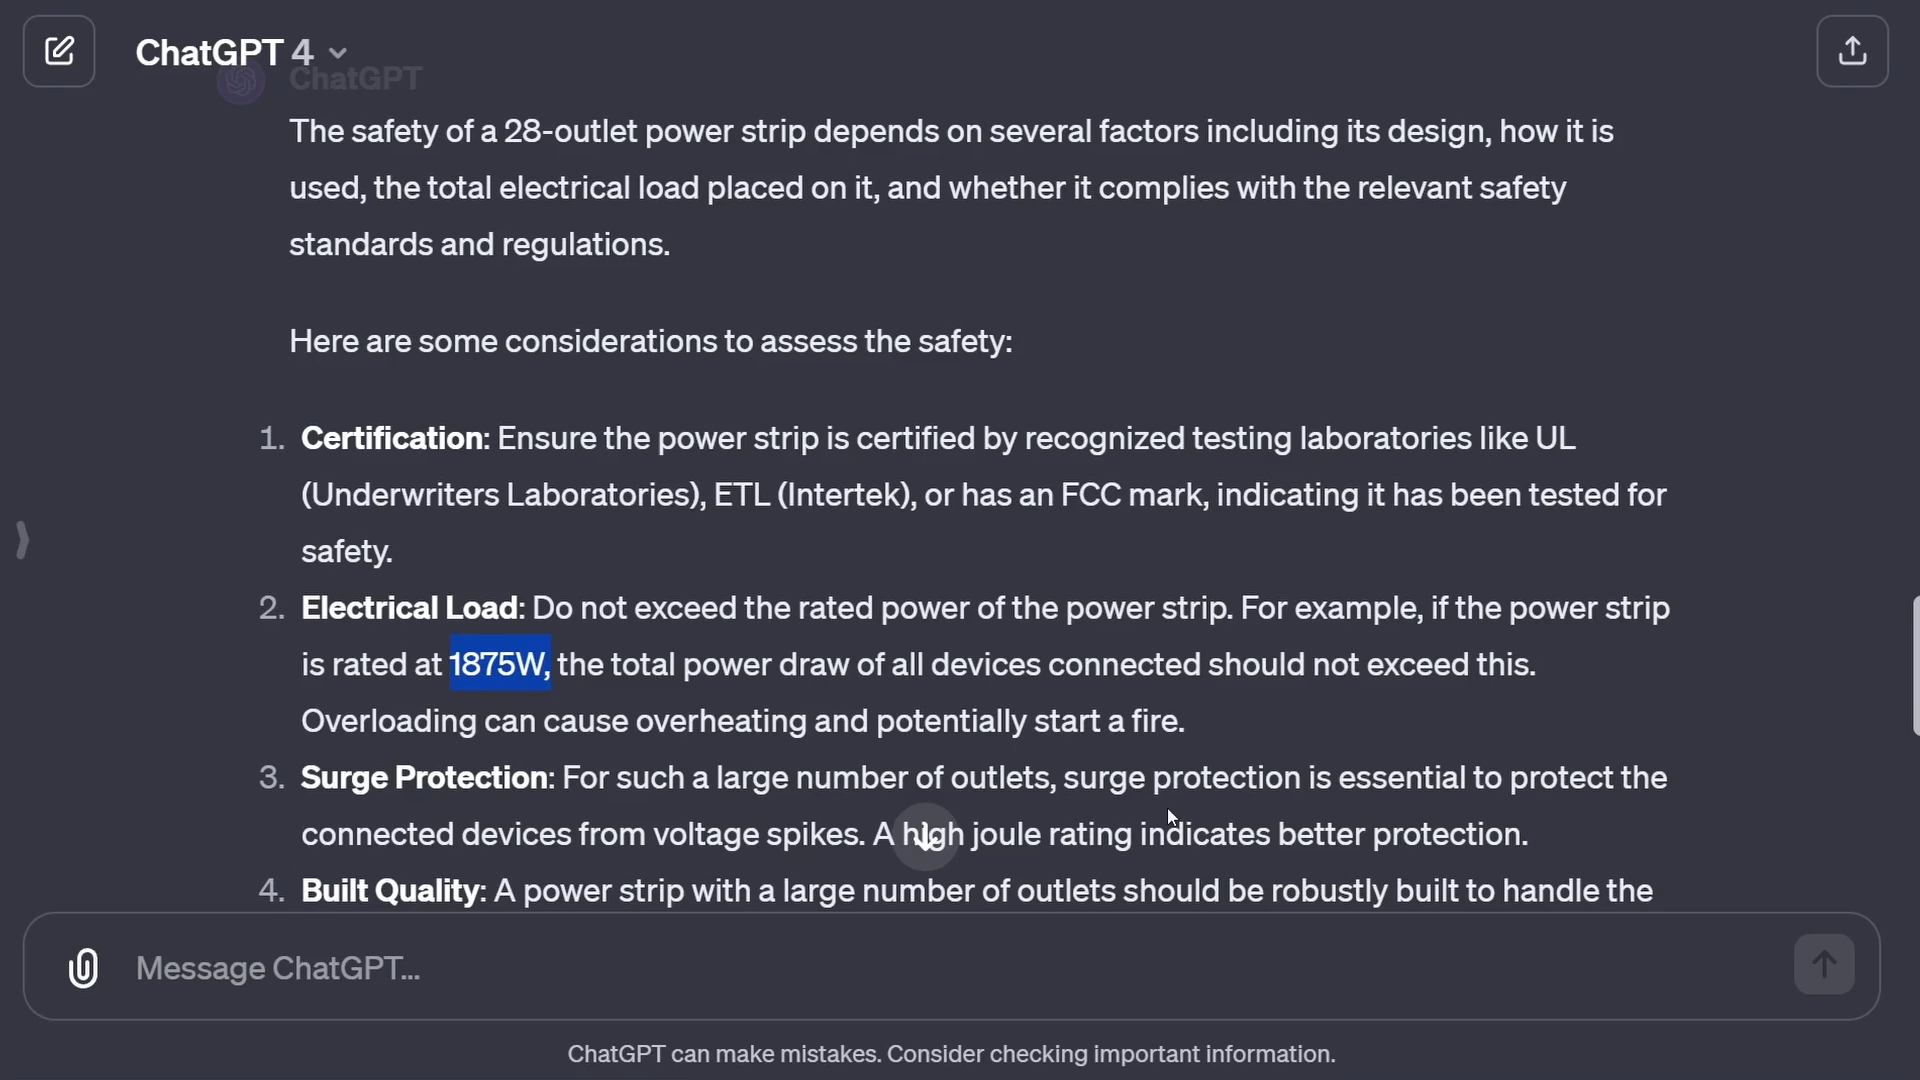 ChatGPT 4
ChatGPT
The safety of a 28-outlet power strip depends on several factors including its design, how it is
used, the total electrical load placed on it, and whether it complies with the relevant safety
standards and regulations.
Here are some considerations to assess the safety:
1. Certification: Ensure the power strip is certified by recognized testing laboratories like UL
(Underwriters Laboratories), ETL (Intertek), or has an FCC mark, indicating it has been tested for
safety.
2. Electrical Load: Do not exceed the rated power of the power strip. For example, if the power strip
is rated at 1875W, the total power draw of all devices connected should not exceed this.
Overloading can cause overheating and potentially start a fire.
3. Surge Protection: For such a large number of outlets, surge protection is essential to protect the
connected devices from voltage spikes. A high joule rating indicates better protection.
4. Built Quality: A power strip with a large number of outlets should be robustly built to handle the
Message ChatGPT...
ChatGPT can make mistakes. Consider checking important information.